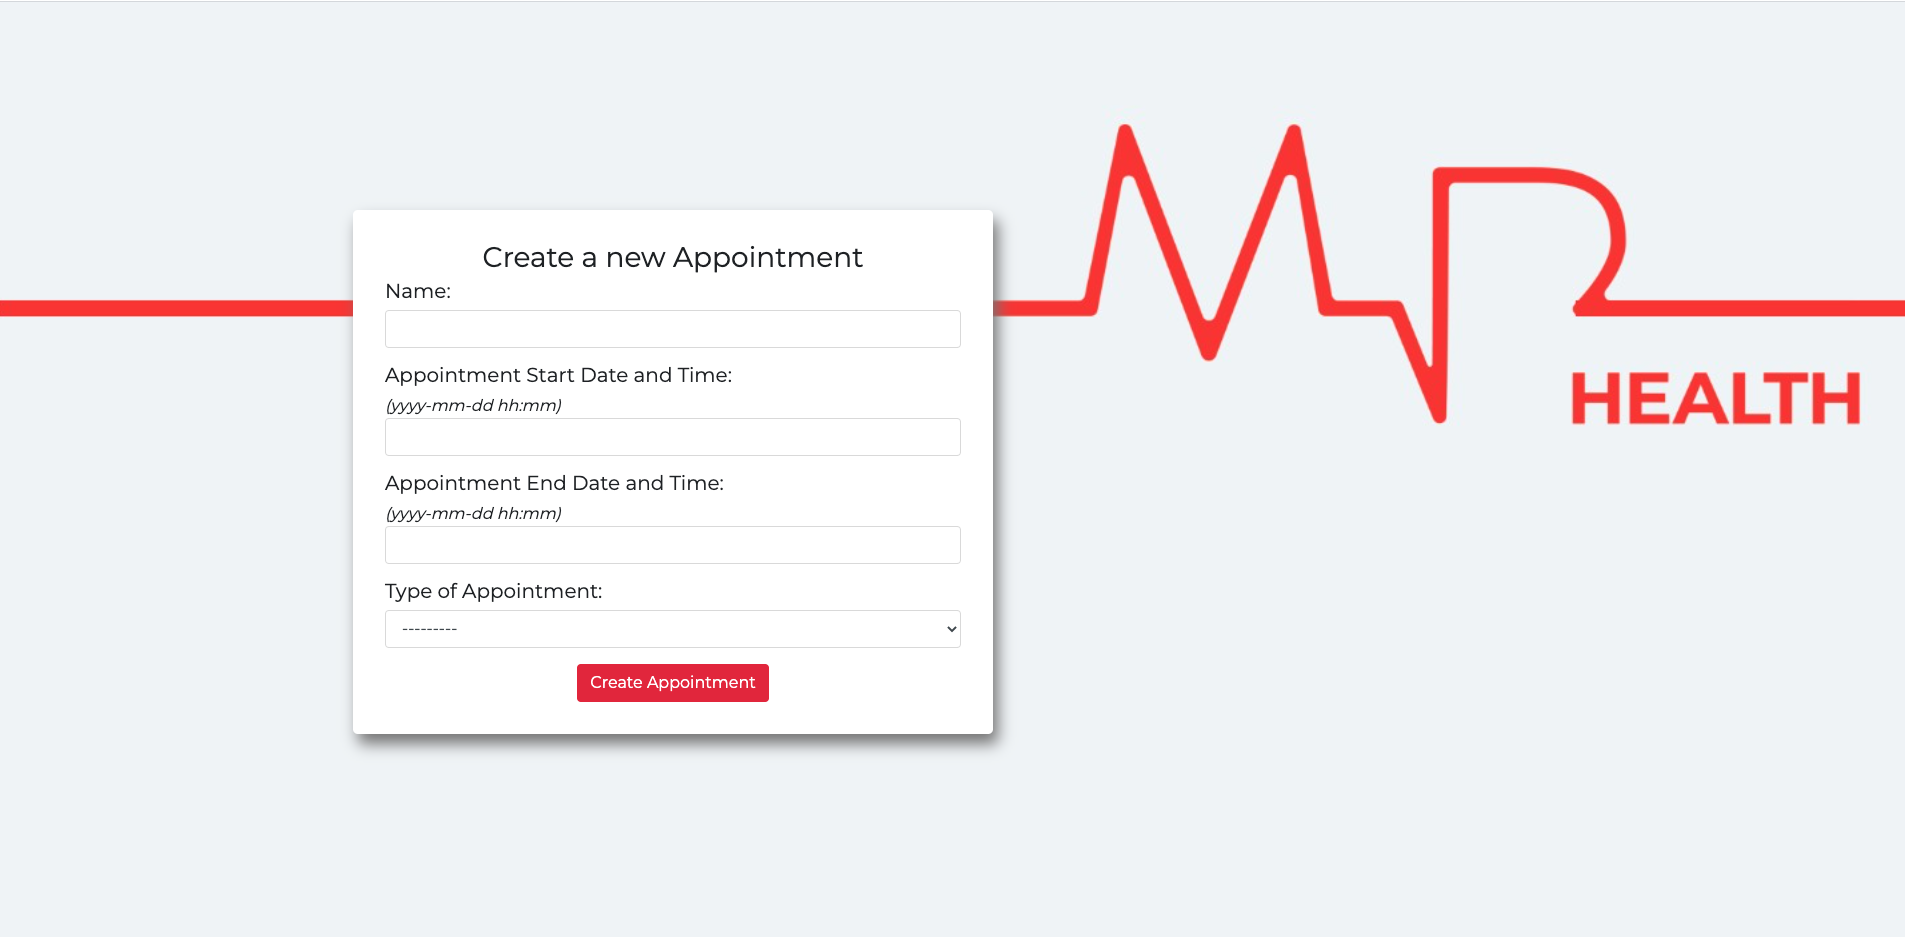 Create a new Appointment
Name:
Appointment Start Date and Time:
(yyyy-mm-dd hh:mm)
Appointment End Date and Time:
(yyyy-mm-dd hh:mm)
Type of Appointment:
---------
Create Appointment
MR
HEALTH